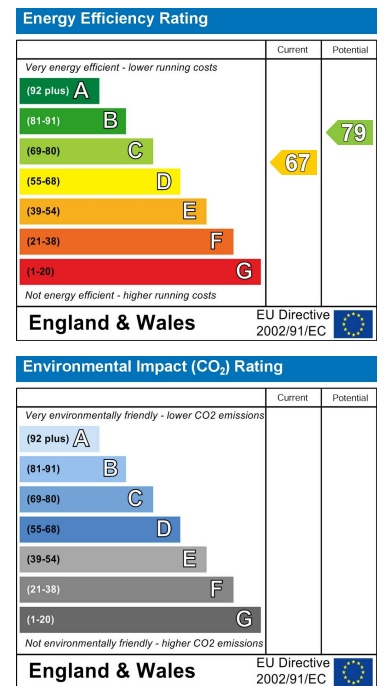 Energy Efficiency Rating
Current Potential
Very energy efficient - lower running costs
(92 plus) A
(81-91) B
(69-80) C
(55-68) D
(39-54) E
(21-38) F
(1-20) G
67
79
Not energy efficient - higher running costs
England & Wales
EU Directive
2002/91/EC
Environmental Impact (CO₂) Rating
Current Potential
Very environmentally friendly - lower CO2 emissions
(92 plus) A
(81-91) B
(69-80) C
(55-68) D
(39-54) E
(21-38) F
(1-20) G
Not environmentally friendly - higher CO2 emissions
England & Wales
EU Directive
2002/91/EC